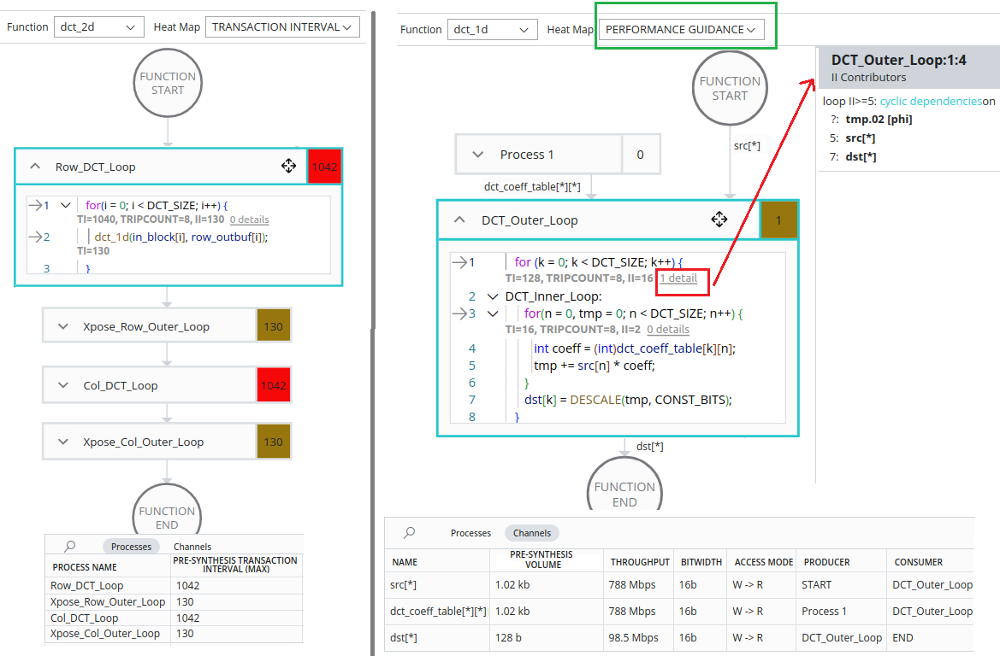 Function dct_2d Heat Map TRANSACTION INTERVAL
FUNCTION
START
Row_DCT_Loop 1042
1 for(i = 0; i < DCT_SIZE; i++) {
TI=1040, TRIPCOUNT=8, II=130 0 details
2 dct_1d(in_block[i], row_outbuf[i]);
TI=130
3 }
Xpose_Row_Outer_Loop 130
Col_DCT_Loop 1042
Xpose_Col_Outer_Loop 130
FUNCTION
END
Processes Channels
PROCESS NAME PRE-SYNTHESIS TRANSACTION
INTERVAL (MAX)
Row_DCT_Loop 1042
Xpose_Row_Outer_Loop 130
Col_DCT_Loop 1042
Xpose_Col_Outer_Loop 130
Function dct_1d Heat Map PERFORMANCE GUIDANCE
FUNCTION
START
src[*]
Process 1 0
dct_coeff_table[*][*]
DCT_Outer_Loop 1
1 for (k = 0; k < DCT_SIZE; k++) {
TI=128, TRIPCOUNT=8, II=16 1 detail
2 DCT_Inner_Loop:
3 for(n = 0, tmp = 0; n < DCT_SIZE; n++) {
TI=16, TRIPCOUNT=8, II=2 0 details
4 int coeff = (int)dct_coeff_table[k][n];
5 tmp += src[n] * coeff;
6 }
7 dst[k] = DESCALE(tmp, CONST_BITS);
8 }
dst[*]
FUNCTION
END
DCT_Outer_Loop:1:4
II Contributors
loop II>=5: cyclic dependencieson
?: tmp.02 [phi]
5: src[*]
7: dst[*]
Processes Channels
NAME PRE-SYNTHESIS
VOLUME THROUGHPUT BITWIDTH ACCESS MODE PRODUCER CONSUMER
src[*] 1.02 kb 788 Mbps 16b W -> R START DCT_Outer_Loop
dct_coeff_table[*][*] 1.02 kb 788 Mbps 16b W -> R Process 1 DCT_Outer_Loop
dst[*] 128 b 98.5 Mbps 16b W -> R DCT_Outer_Loop END